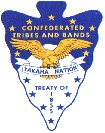 CONFEDERATED
TRIBES AND BANDS
YAKAMA NATION
TREATY OF
1855